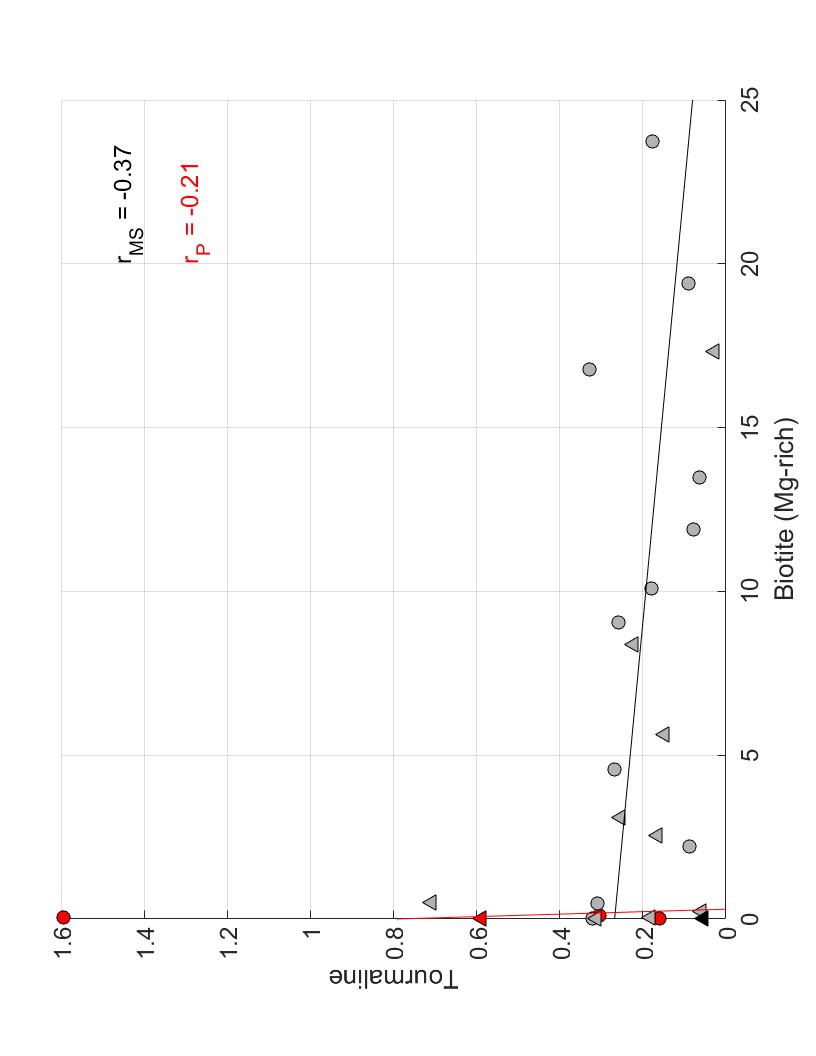 1.6
1.4
1.2
1
0.8
0.6
0.4
0.2
0
Tourmaline
r_MS = -0.37
r_P = -0.21
0 5 10 15 20 25
Biotite (Mg-rich)